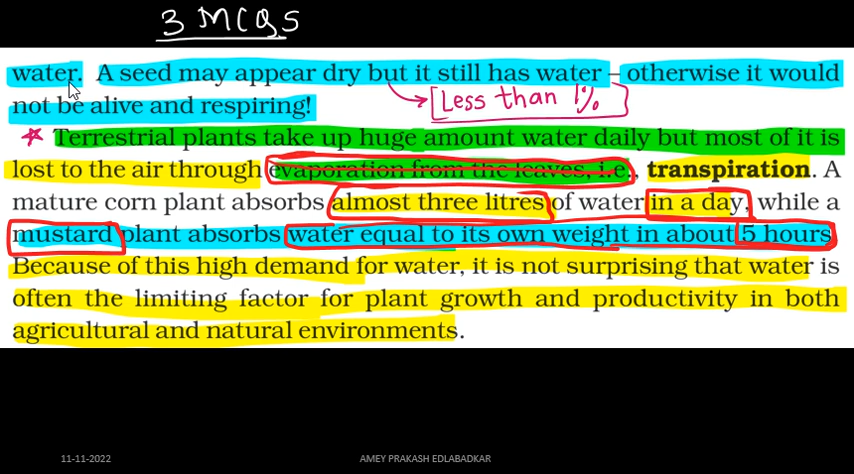 3 MCQS
water. A seed may appear dry but it still has water – otherwise it would
not be alive and respiring!
Less than 1%
Terrestrial plants take up huge amount water daily but most of it is
lost to the air through evaporation from the leaves, i.e., transpiration. A
mature corn plant absorbs almost three litres of water in a day, while a
mustard plant absorbs water equal to its own weight in about 5 hours.
Because of this high demand for water, it is not surprising that water is
often the limiting factor for plant growth and productivity in both
agricultural and natural environments.
11-11-2022
AMEY PRAKASH EDLABADKAR